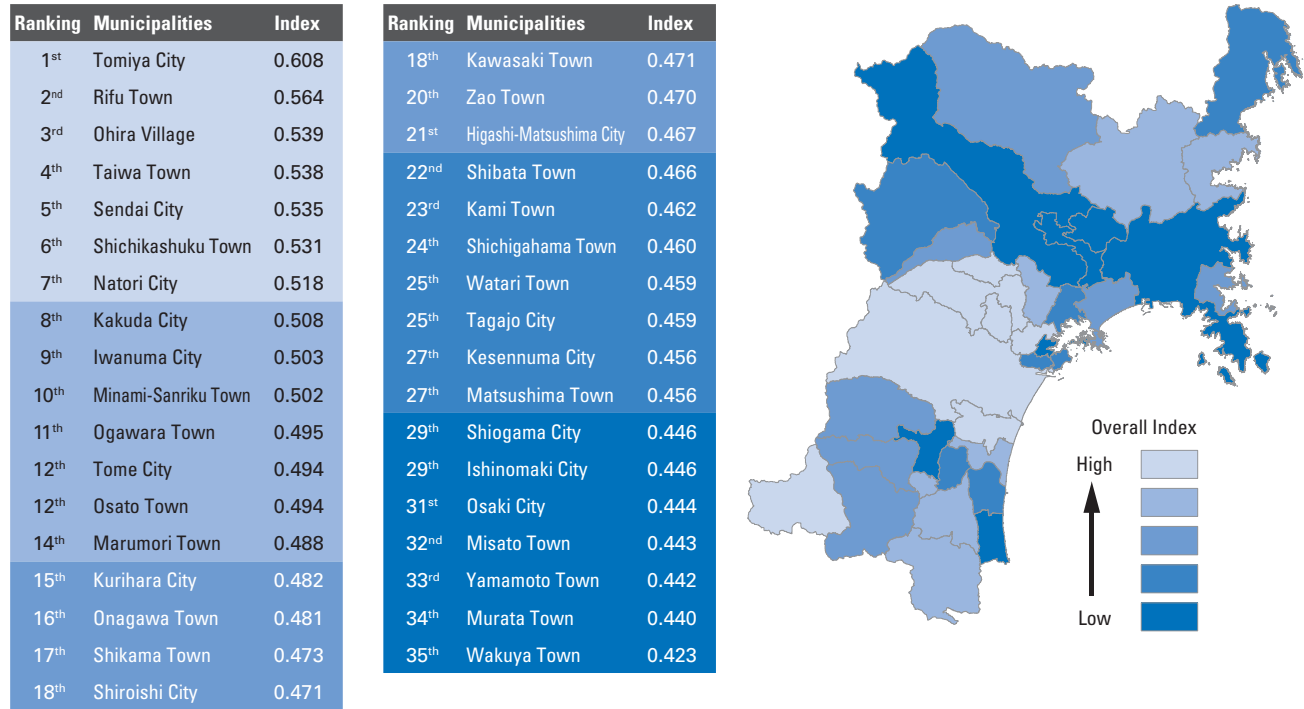 Ranking Municipalities Index
1st Tomiya City 0.608
2nd Rifu Town 0.564
3rd Ohira Village 0.539
4th Taiwa Town 0.538
5th Sendai City 0.535
6th Shichikashuku Town 0.531
7th Natori City 0.518
8th Kakuda City 0.508
9th Iwanuma City 0.503
10th Minami-Sanriku Town 0.502
11th Ogawara Town 0.495
12th Tome City 0.494
12th Osato Town 0.494
14th Marumori Town 0.488
15th Kurihara City 0.482
16th Onagawa Town 0.481
17th Shikama Town 0.473
18th Shiroishi City 0.471
Ranking Municipalities Index
18th Kawasaki Town 0.471
20th Zao Town 0.470
21st Higashi-Matsushima City 0.467
22nd Shibata Town 0.466
23rd Kami Town 0.462
24th Shichigahama Town 0.460
25th Watari Town 0.459
25th Tagajo City 0.459
27th Kesennuma City 0.456
27th Matsushima Town 0.456
29th Shiogama City 0.446
29th Ishinomaki City 0.446
31st Osaki City 0.444
32nd Misato Town 0.443
33rd Yamamoto Town 0.442
34th Murata Town 0.440
35th Wakuya Town 0.423
Overall Index
High
Low